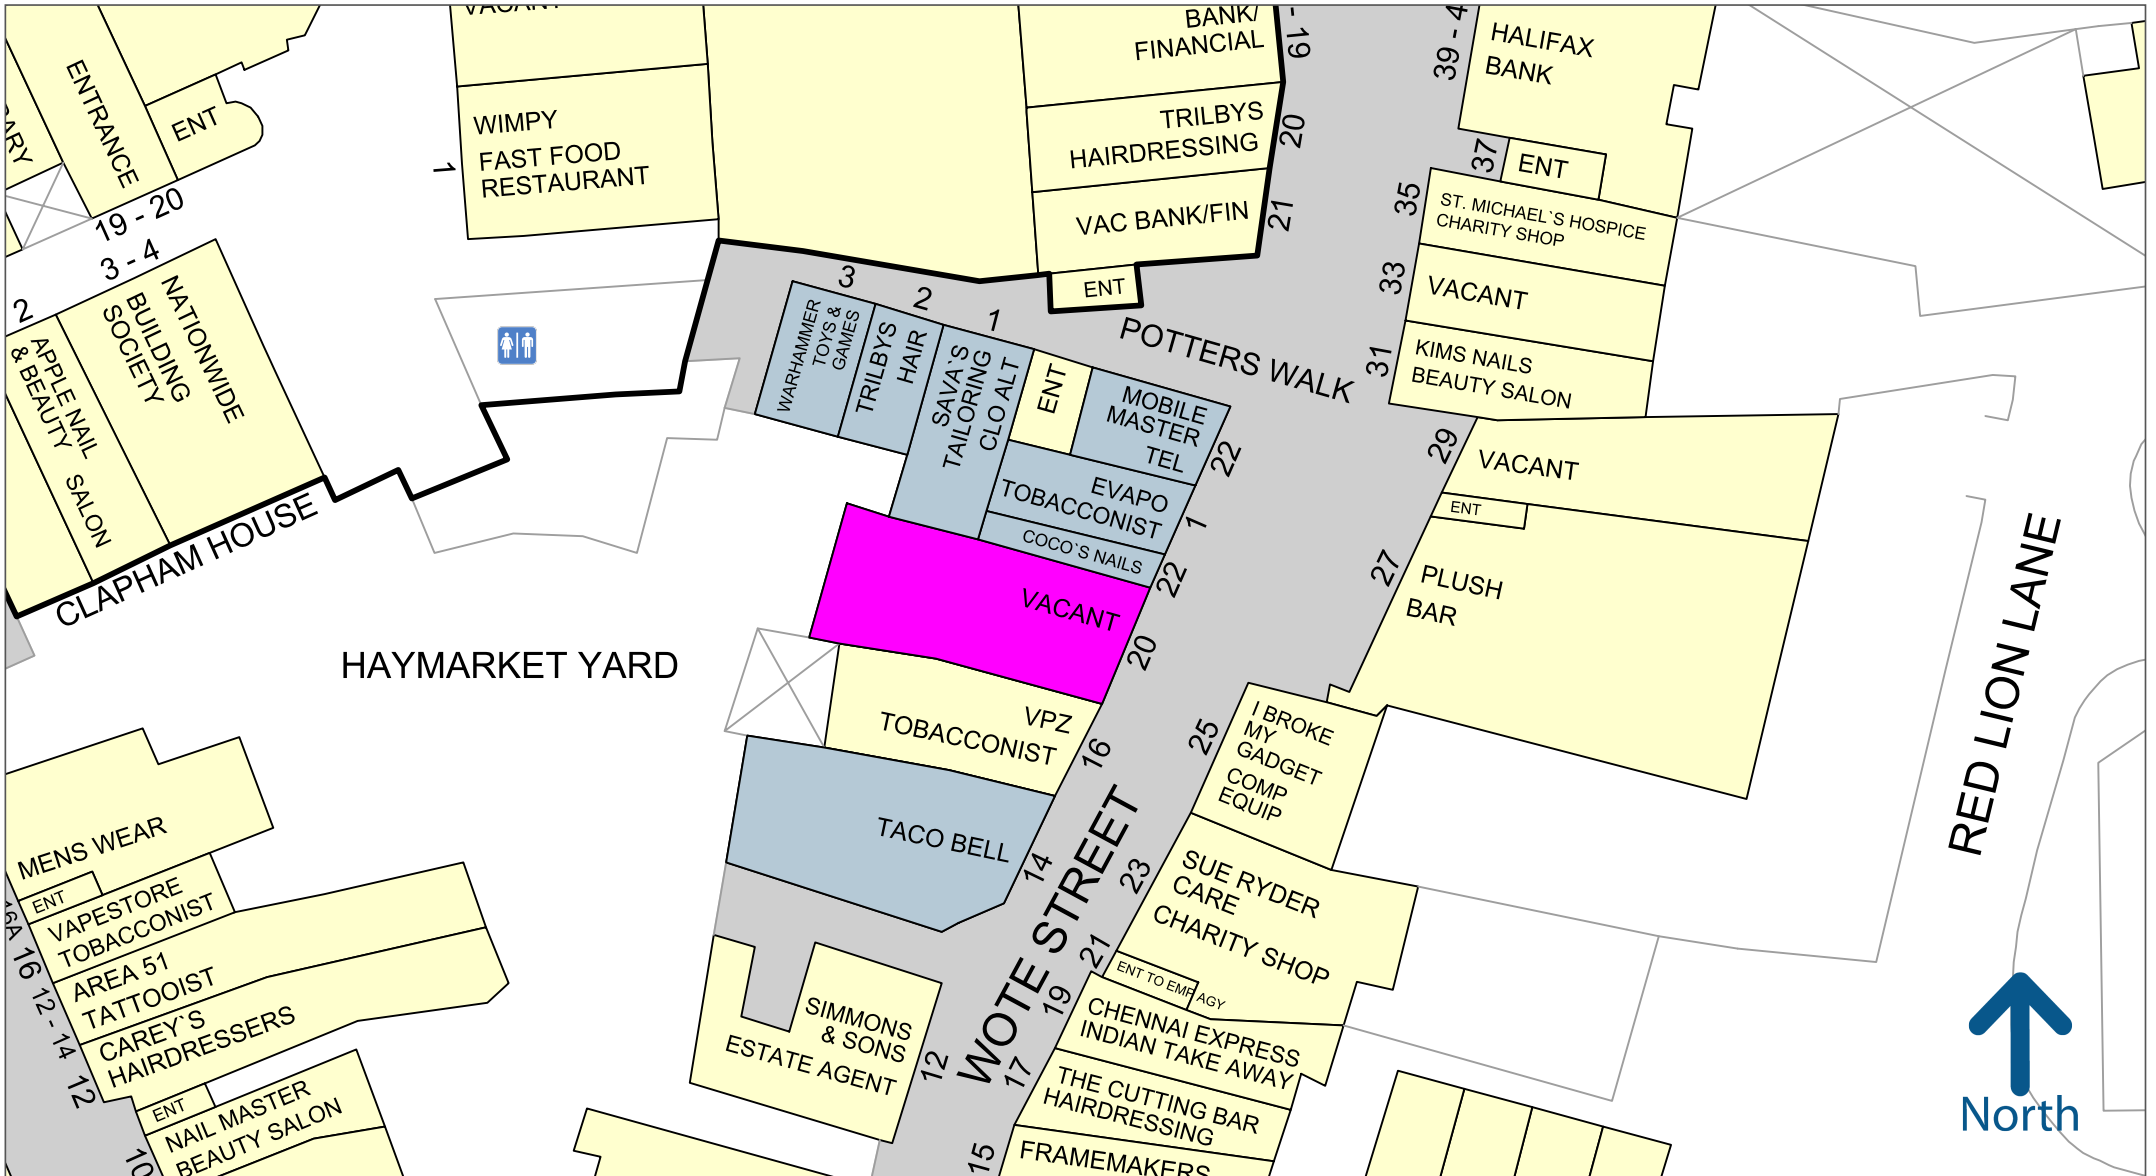 VACANT
WIMPY
FAST FOOD
RESTAURANT
1
BANK/
FINANCIAL
- 19
TRILBYS
HAIRDRESSING
20
VAC BANK/FIN
21
ENT
39 - 4
HALIFAX
BANK
37
ENT
35
ST. MICHAEL`S HOSPICE
CHARITY SHOP
33
VACANT
31
KIMS NAILS
BEAUTY SALON
29
VACANT
ENT
27
PLUSH
BAR
ENTRANCE
ENT
19 - 20
3 - 4
2
NATIONWIDE
BUILDING
SOCIETY
APPLE NAIL
& BEAUTY SALON
CLAPHAM HOUSE
HAYMARKET YARD
POTTERS WALK
3
WARHAMMER
TOYS &
GAMES
2
TRILBYS
HAIR
1
SAVA`S
TAILORING
CLO ALT
ENT
MOBILE
MASTER
TEL
22
EVAPO
TOBACCONIST
1
COCO`S NAILS
22
VACANT
20
VPZ
TOBACCONIST
16
TACO BELL
14
WOTE STREET
25
I BROKE
MY
GADGET
COMP
EQUIP
23
SUE RYDER
CARE
CHARITY SHOP
21
ENT TO EMP AGY
19
CHENNAI EXPRESS
INDIAN TAKE AWAY
17
THE CUTTING BAR
HAIRDRESSING
15
FRAMEMAKERS
SIMMONS
& SONS
ESTATE AGENT
12
MENS WEAR
ENT
16A
VAPESTORE
TOBACCONIST
16
AREA 51
TATTOOIST
12 - 14
CAREY`S
HAIRDRESSERS
12
ENT
NAIL MASTER
BEAUTY SALON
10
RED LION LANE
North